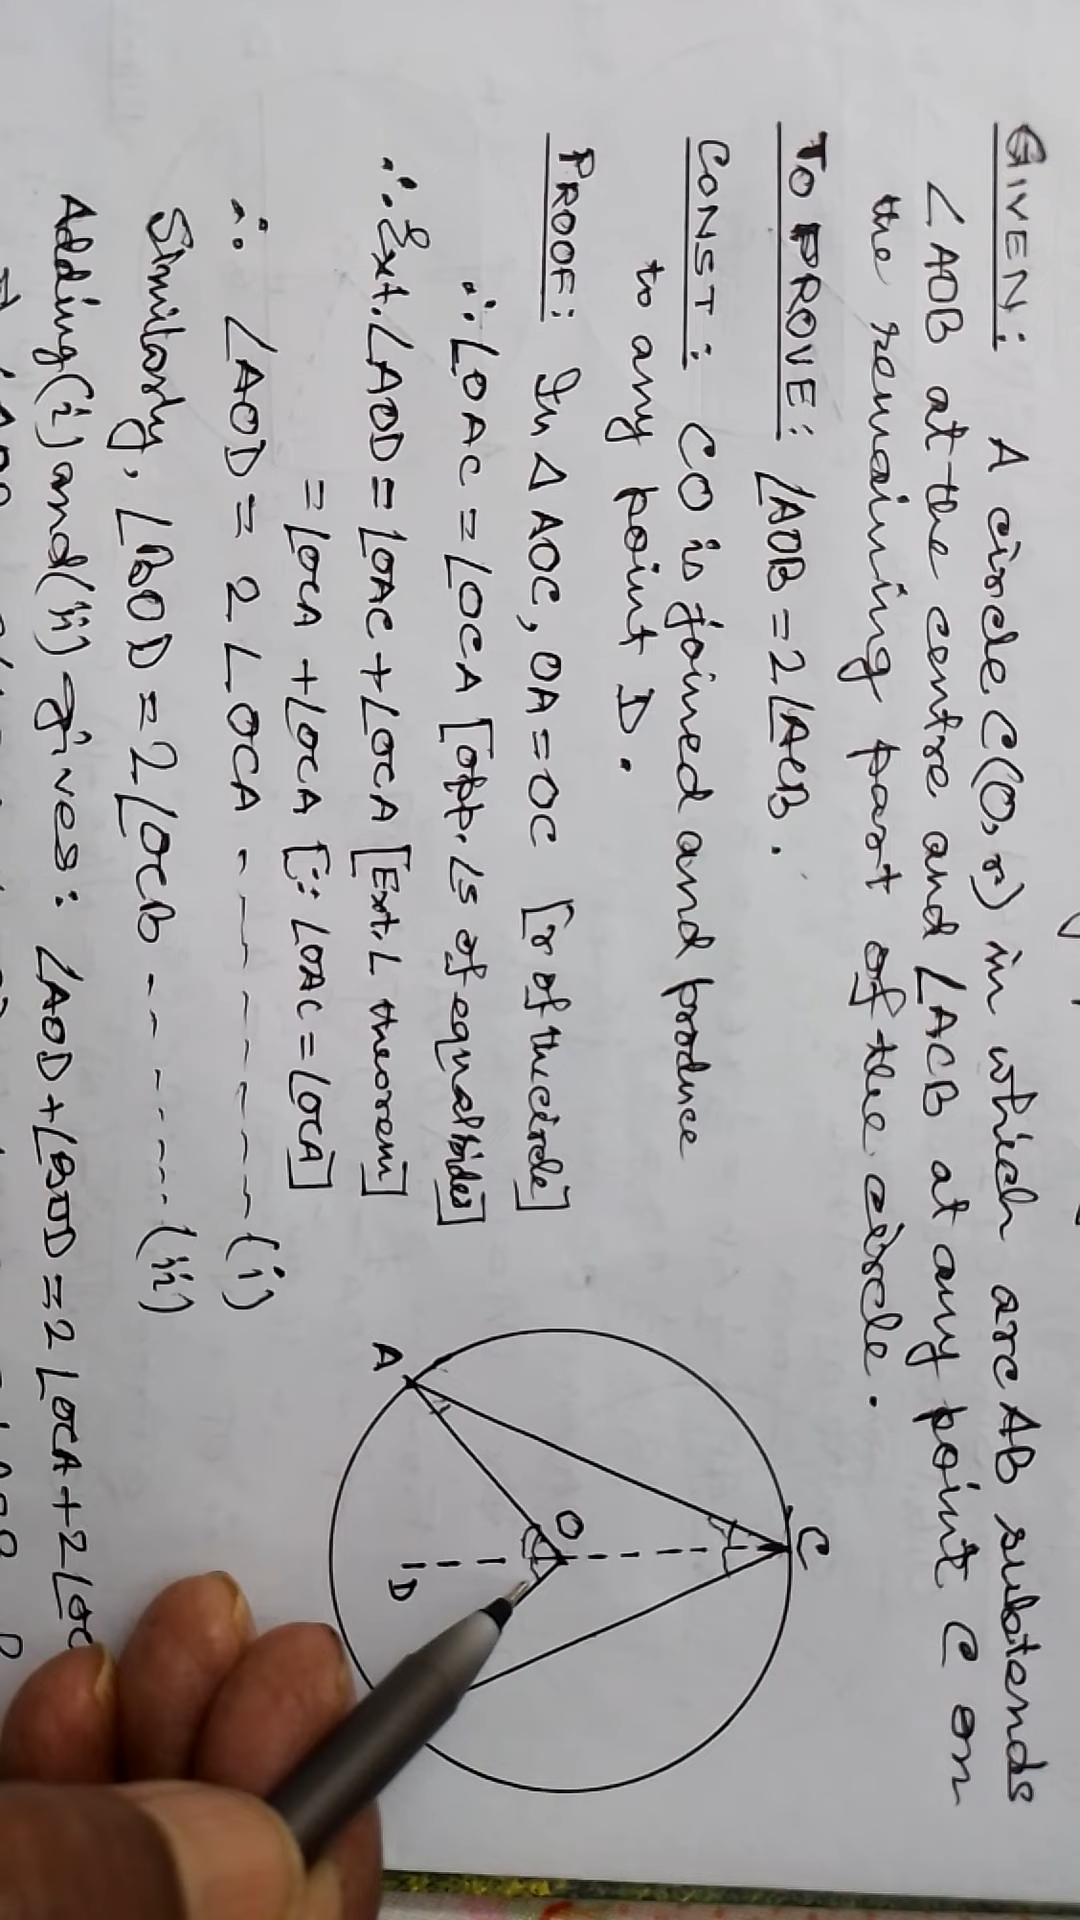 GIVEN: A circle C(O, r) in which arc AB subtends
∠AOB at the centre and ∠ACB at any point C on
the remaining part of the circle.
TO PROVE: ∠AOB = 2∠ACB.
CONST: CO is joined and produce
to any point D.
PROOF: In Δ AOC, OA = OC [r of the circle]
∴ ∠OAC = ∠OCA [opp. ∠s of equal sides]
∴ Ext. ∠AOD = ∠OAC + ∠OCA [Ext. ∠ theorem]
= ∠OCA + ∠OCA [∵ ∠OAC = ∠OCA]
∴ ∠AOD = 2 ∠OCA - - - - - - - (i)
Similarly, ∠BOD = 2 ∠OCB - - - - - - - (ii)
Adding (i) and (ii) gives: ∠AOD + ∠BOD = 2 ∠OCA + 2 ∠OC
C
O
A
D